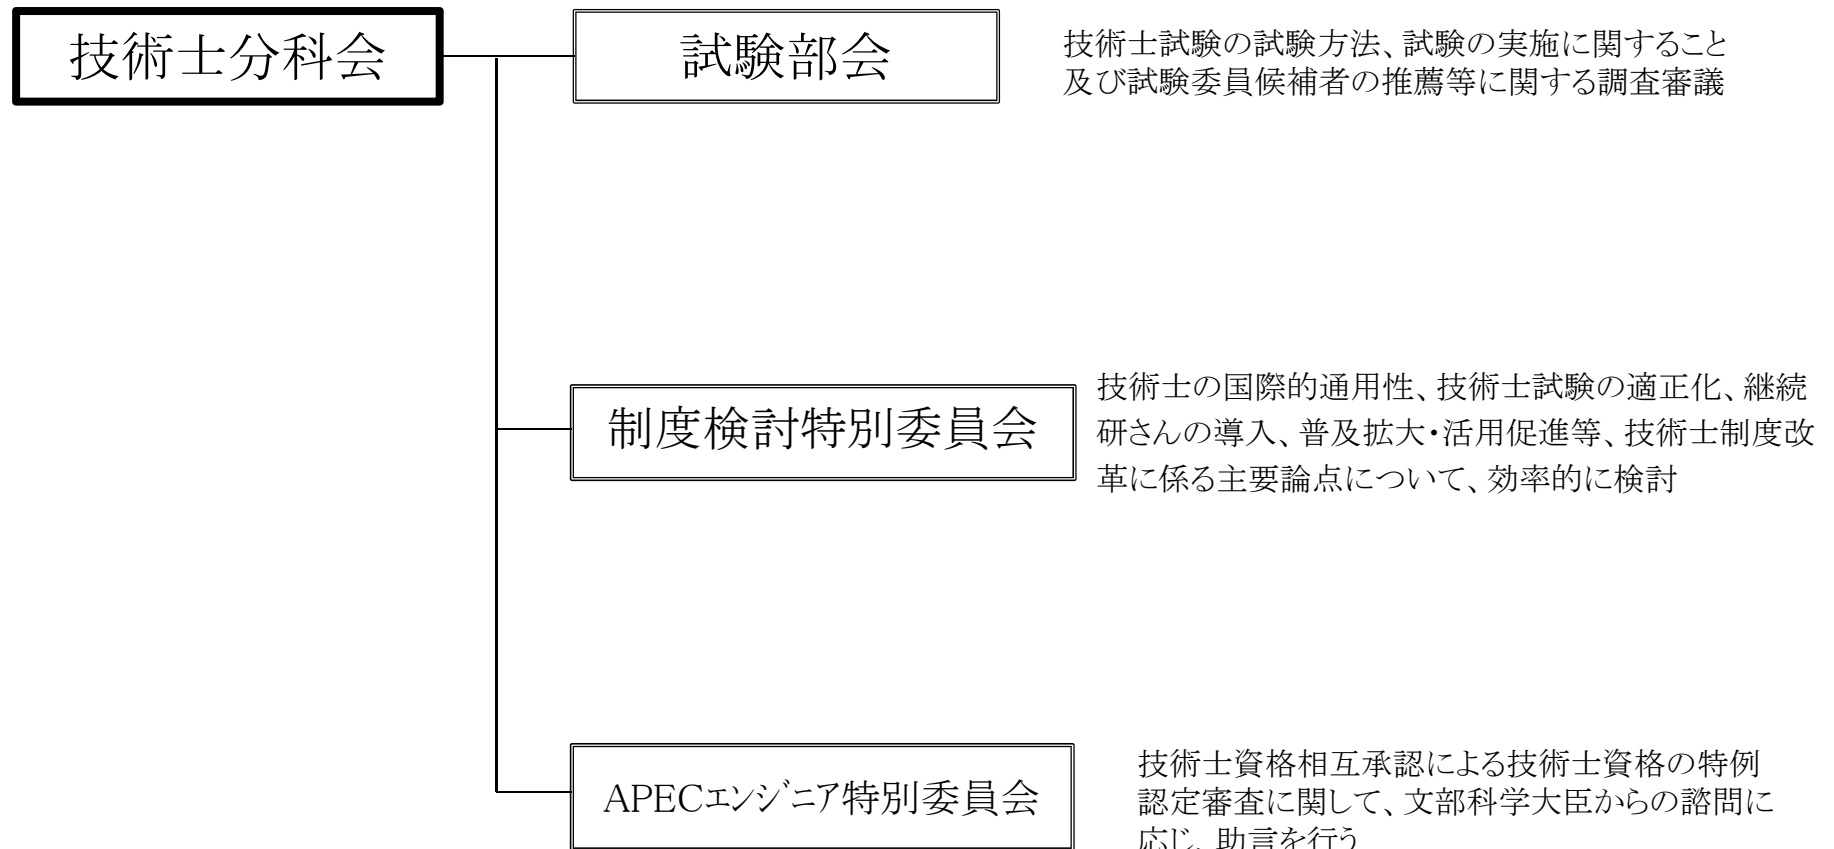 技術士分科会
試験部会
技術士試験の試験方法、試験の実施に関すること
及び試験委員候補者の推薦等に関する調査審議
制度検討特別委員会
技術士の国際的通用性、技術士試験の適正化、継続
研さんの導入、普及拡大・活用促進等、技術士制度改
革に係る主要論点について、効率的に検討
APECエンジニア特別委員会
技術士資格相互承認による技術士資格の特例
認定審査に関して、文部科学大臣からの諮問に
応じ、助言を行う